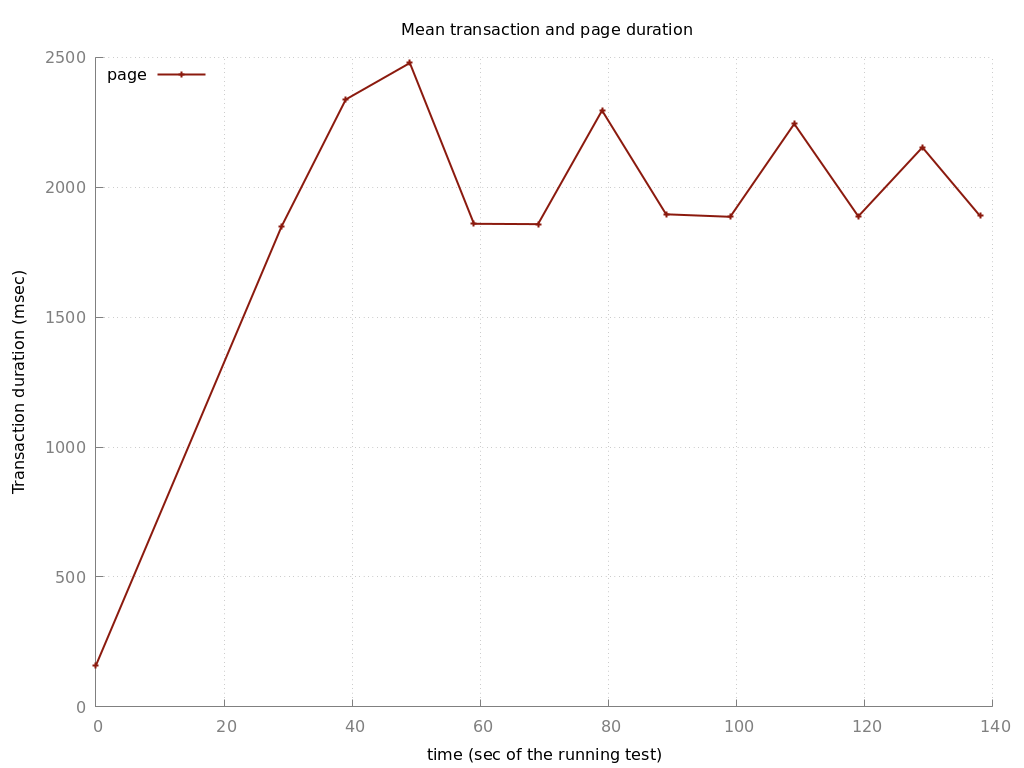 Mean transaction and page duration
page
2500
2000
1500
1000
500
0
Transaction duration (msec)
0 20 40 60 80 100 120 140
time (sec of the running test)